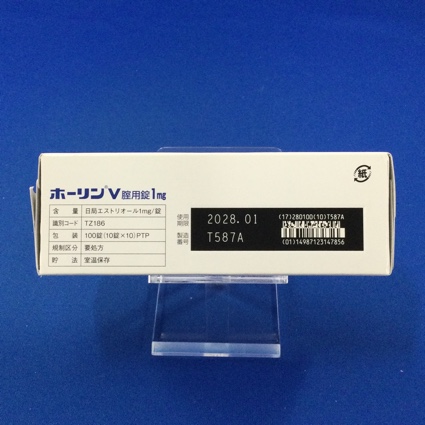 ホーリンV腟用錠1mg
含量 日局エストリオール1mg/錠
識別コード TZ186
包装 100錠(10錠×10)PTP
規制区分 要処方
貯法 室温保存
使用期限 2028.01
製造番号 T587A
(17)280100(10)T587A
(01)14987123147856
紙